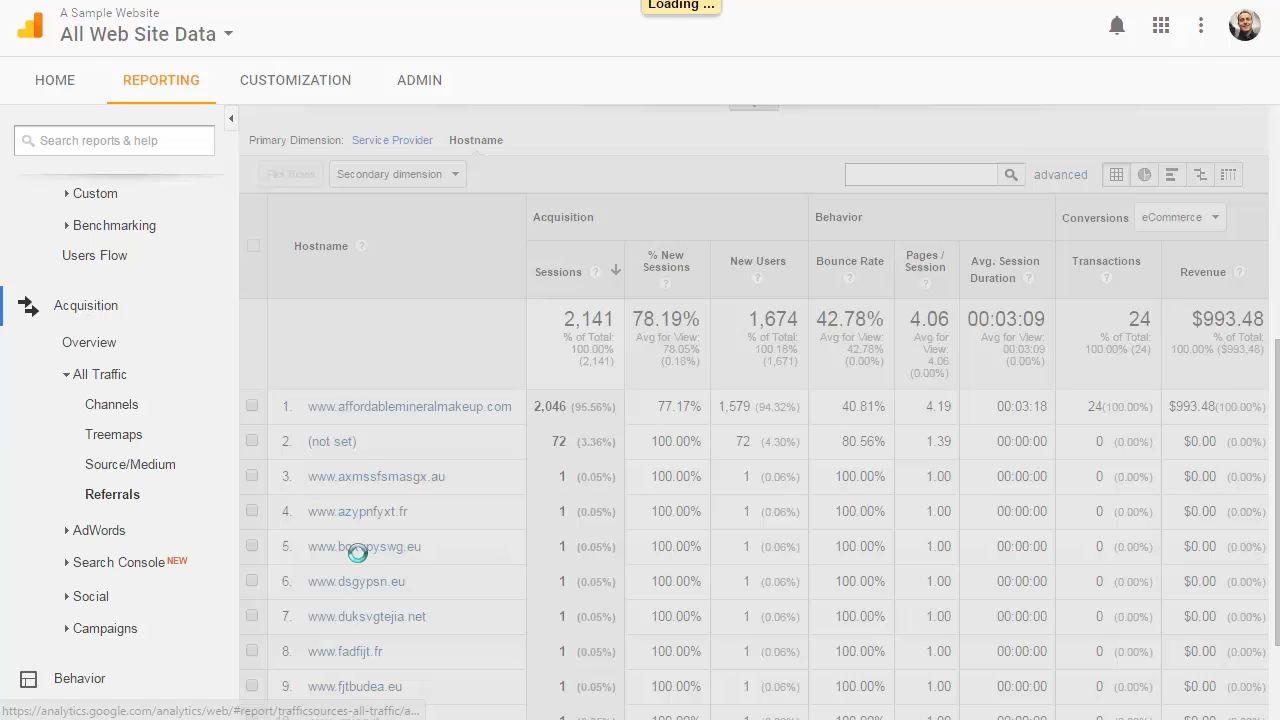 Loading ...
A Sample Website
All Web Site Data
HOME REPORTING CUSTOMIZATION ADMIN
Search reports & help
Custom
Benchmarking
Users Flow
Acquisition
Overview
All Traffic
Channels
Treemaps
Source/Medium
Referrals
AdWords
Search Console NEW
Social
Campaigns
Behavior
Primary Dimension: Service Provider Hostname
Plot Rows Secondary dimension advanced
Acquisition Behavior Conversions eCommerce
Hostname ? Sessions ? % New Sessions ? New Users ? Bounce Rate ? Pages / Session ? Avg. Session Duration ? Transactions ? Revenue ?
2,141 78.19% 1,674 42.78% 4.06 00:03:09 24 $993.48
% of Total: 100.00% (2,141) Avg for View: 78.05% (0.18%) % of Total: 100.18% (1,671) Avg for View: 42.78% (0.00%) Avg for View: 4.06 (0.00%) Avg for View: 00:03:09 (0.00%) % of Total: 100.00% (24) % of Total: 100.00% ($993.48)
1. www.affordablemineralmakeup.com 2,046 (95.56%) 77.17% 1,579 (94.32%) 40.81% 4.19 00:03:18 24(100.00%) $993.48(100.00%)
2. (not set) 72 (3.36%) 100.00% 72 (4.30%) 80.56% 1.39 00:00:00 0 (0.00%) $0.00 (0.00%)
3. www.axmssfsmasgx.au 1 (0.05%) 100.00% 1 (0.06%) 100.00% 1.00 00:00:00 0 (0.00%) $0.00 (0.00%)
4. www.azypnfyxt.fr 1 (0.05%) 100.00% 1 (0.06%) 100.00% 1.00 00:00:00 0 (0.00%) $0.00 (0.00%)
5. 1 (0.05%) 100.00% 1 (0.06%) 100.00% 1.00 00:00:00 0 (0.00%) $0.00 (0.00%)
6. www.dsgypsn.eu 1 (0.05%) 100.00% 1 (0.06%) 100.00% 1.00 00:00:00 0 (0.00%) $0.00 (0.00%)
7. www.duksvgtejia.net 1 (0.05%) 100.00% 1 (0.06%) 100.00% 1.00 00:00:00 0 (0.00%) $0.00 (0.00%)
8. www.fadfijt.fr 1 (0.05%) 100.00% 1 (0.06%) 100.00% 1.00 00:00:00 0 (0.00%) $0.00 (0.00%)
9. www.fjtbudea.eu 1 (0.05%) 100.00% 1 (0.06%) 100.00% 1.00 00:00:00 0 (0.00%) $0.00 (0.00%)
https://analytics.google.com/analytics/web/#report/trafficsources-all-traffic/a...